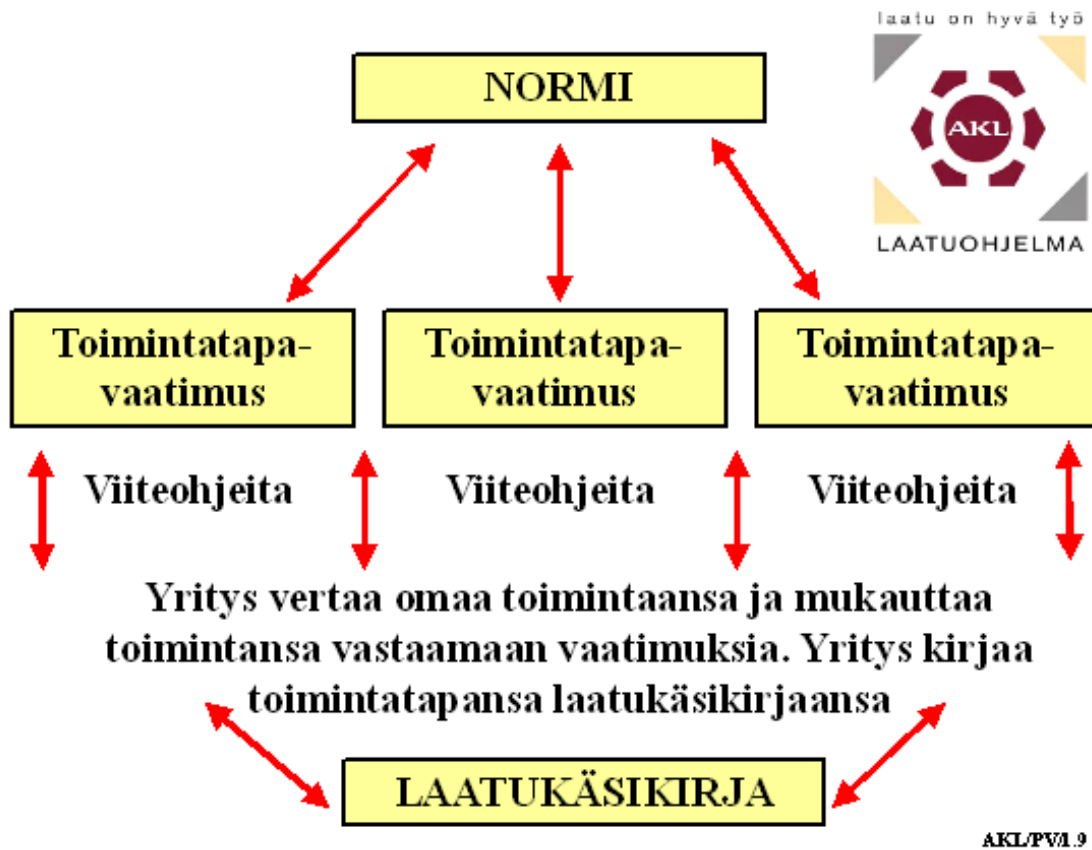 laatu on hyvä työ
NORMI
AKL
LAATUOHJELMA
Toimintatapa-
vaatimus
Toimintatapa-
vaatimus
Toimintatapa-
vaatimus
Viiteohjeita
Viiteohjeita
Viiteohjeita
Yritys vertaa omaa toimintaansa ja mukauttaa
toimintansa vastaamaan vaatimuksia. Yritys kirjaa
toimintatapansa laatukäsikirjaansa
LAATUKÄSIKIRJA
AKL/PV/1.9